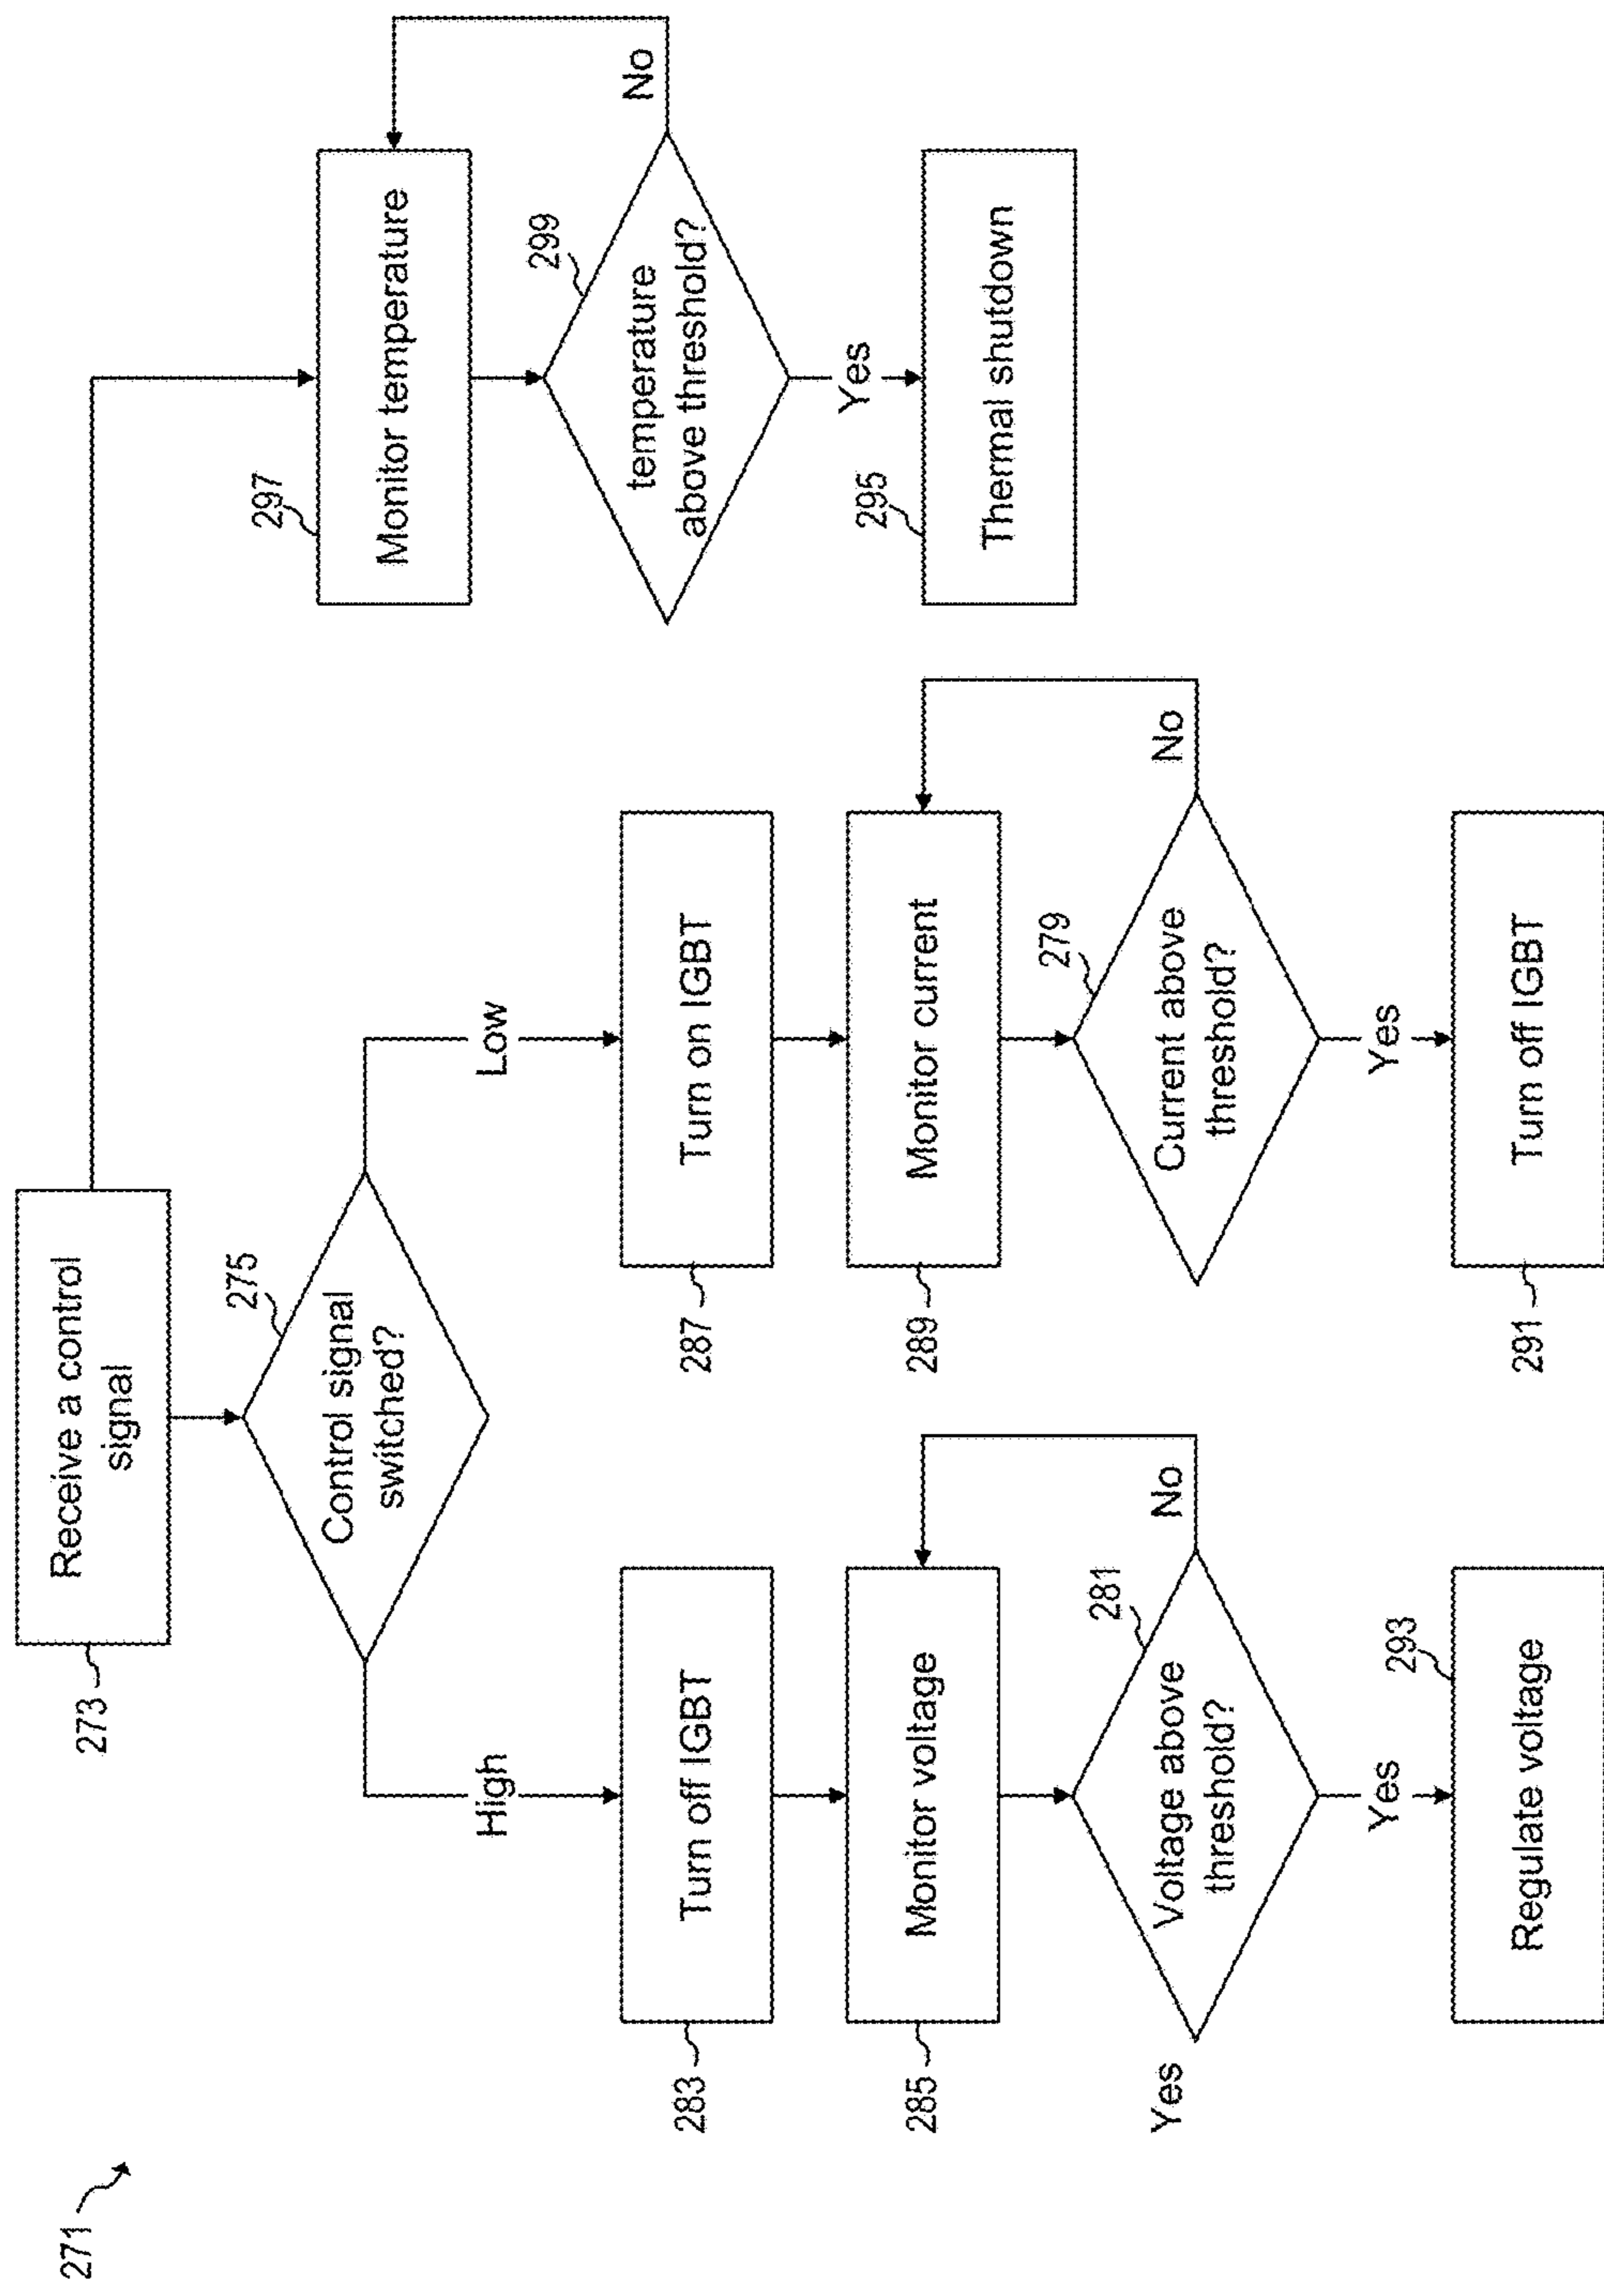 271
273
Receive a control
signal
275
Control signal
switched?
High
Low
283
Turn off IGBT
287
Turn on IGBT
285
Monitor voltage
289
Monitor current
281
Voltage above
threshold?
Yes
No
Yes
279
Current above
threshold?
No
Yes
293
Regulate voltage
291
Turn off IGBT
297
Monitor temperature
299
temperature
above threshold?
No
Yes
295
Thermal shutdown